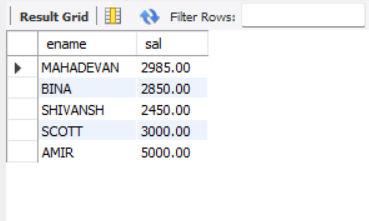 Result Grid Filter Rows:
ename sal
MAHADEVAN 2985.00
BINA 2850.00
SHIVANSH 2450.00
SCOTT 3000.00
AMIR 5000.00